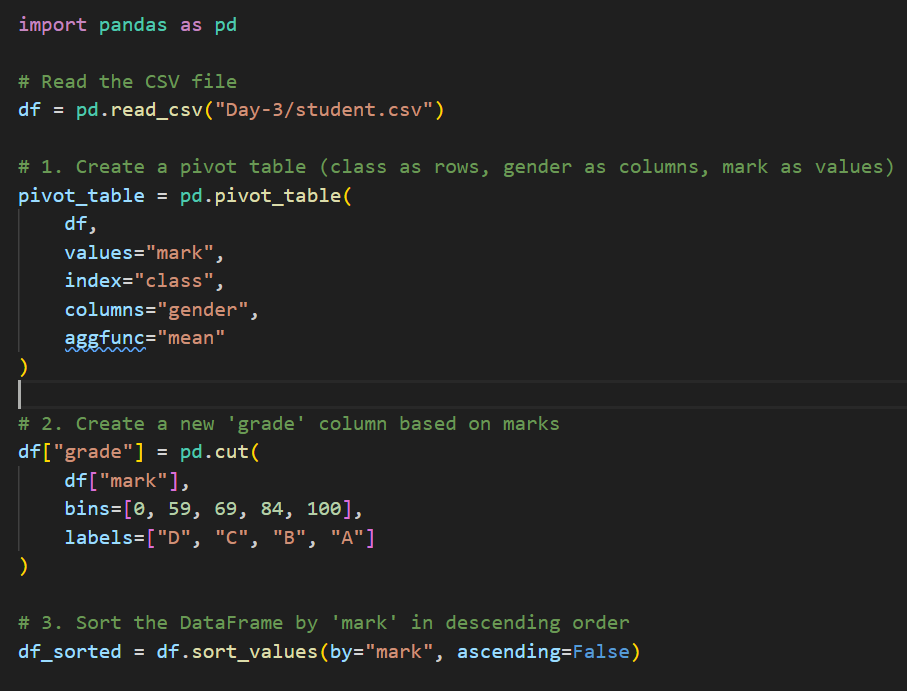 import pandas as pd
# Read the CSV file
df = pd.read_csv("Day-3/student.csv")
# 1. Create a pivot table (class as rows, gender as columns, mark as values)
pivot_table = pd.pivot_table(
    df,
    values="mark",
    index="class",
    columns="gender",
    aggfunc="mean"
)
# 2. Create a new 'grade' column based on marks
df["grade"] = pd.cut(
    df["mark"],
    bins=[0, 59, 69, 84, 100],
    labels=["D", "C", "B", "A"]
)
# 3. Sort the DataFrame by 'mark' in descending order
df_sorted = df.sort_values(by="mark", ascending=False)